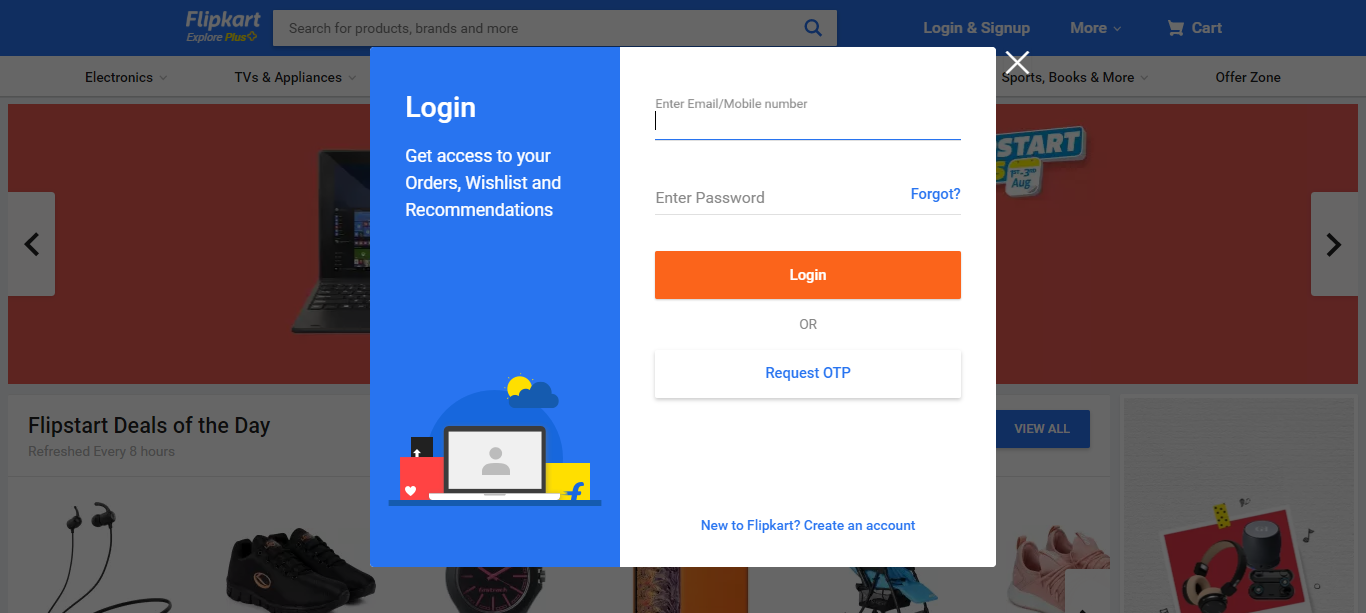 Flipkart
Explore Plus
Search for products, brands and more
Login & Signup
More
Cart
Electronics
TVs & Appliances
Sports, Books & More
Offer Zone
Login
Get access to your
Orders, Wishlist and
Recommendations
Enter Email/Mobile number
Enter Password
Forgot?
Login
OR
Request OTP
New to Flipkart? Create an account
START
1ST-3RD
Aug
Flipstart Deals of the Day
Refreshed Every 8 hours
VIEW ALL